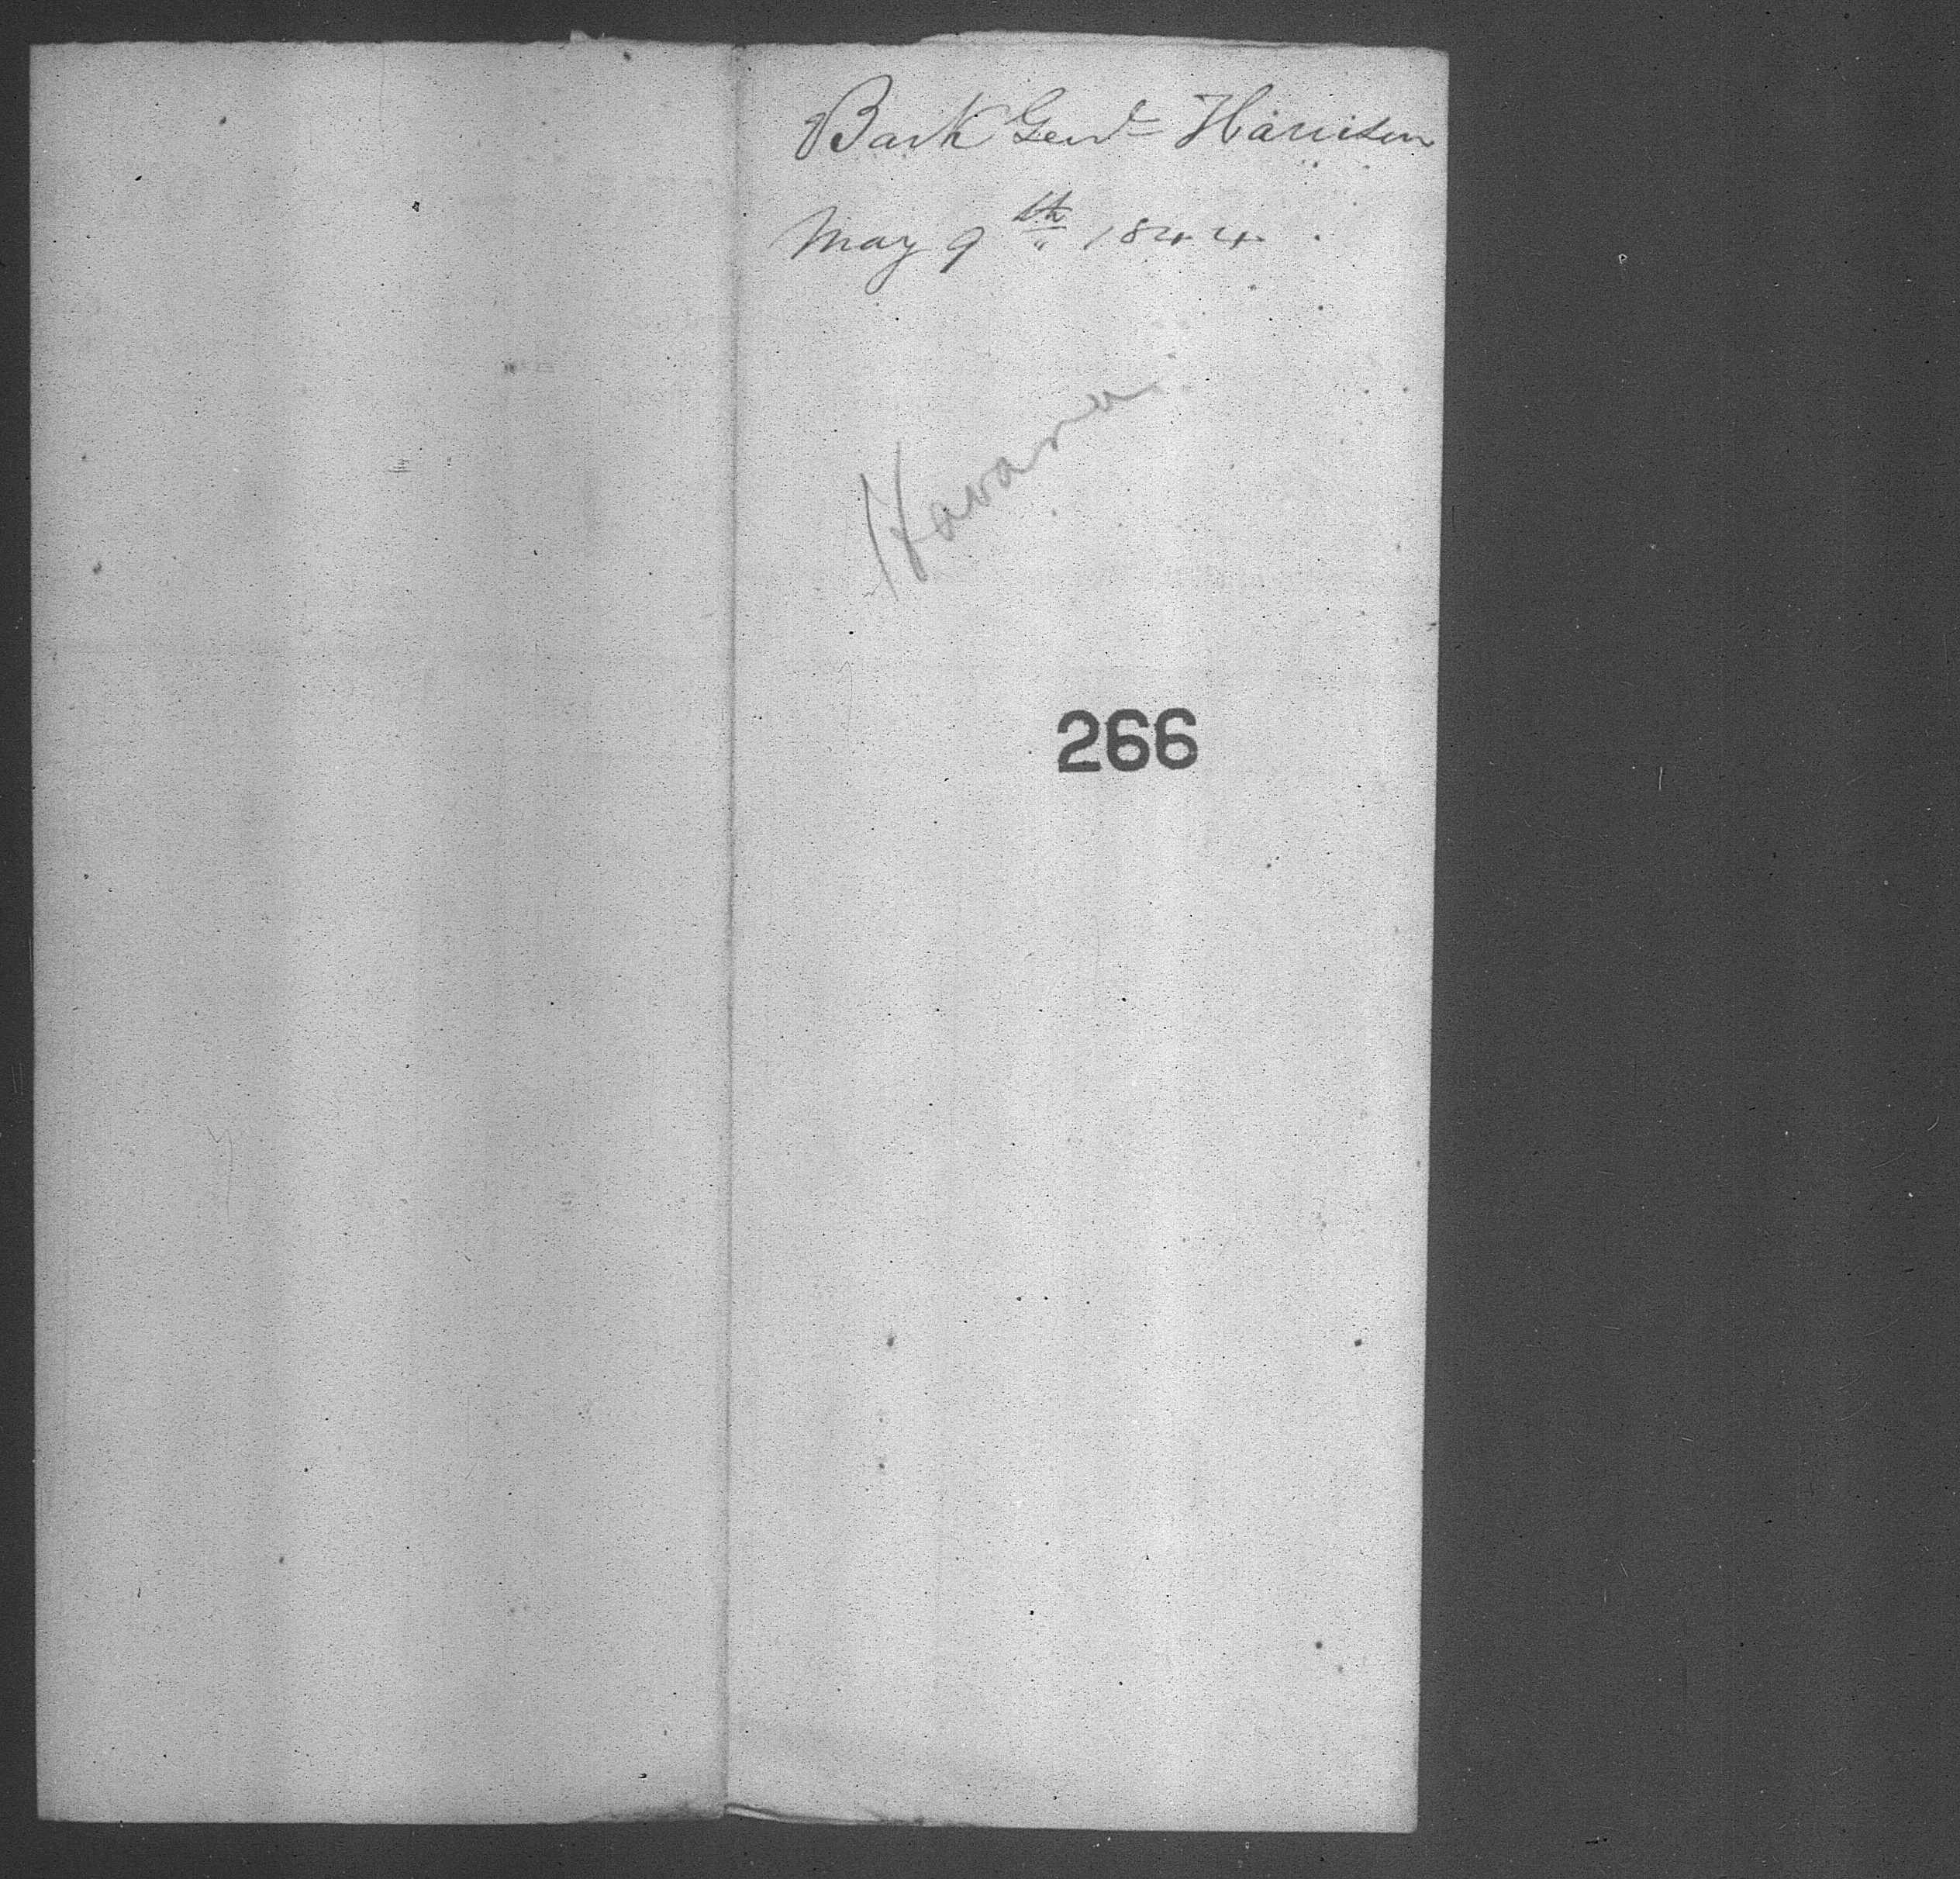 Bark Genl Harrison
May 9th 1844.
Havana
266